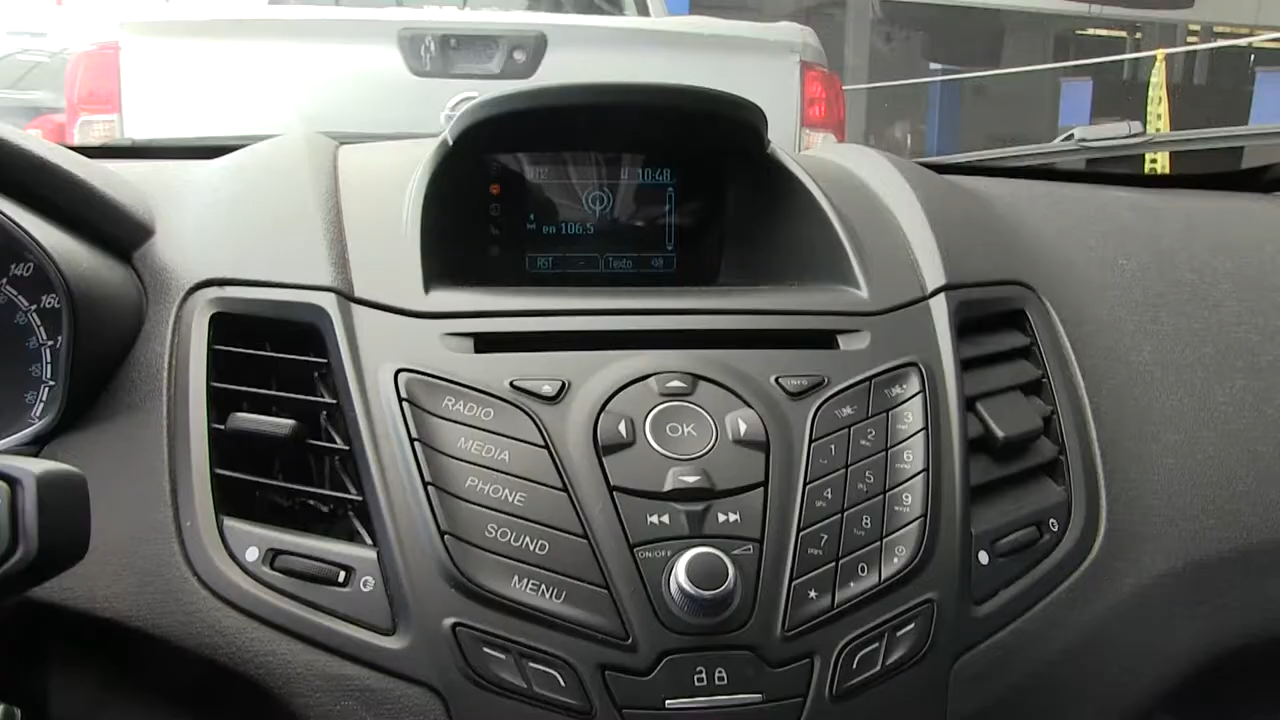 10:48
en 106.5
RST
Texto
140
160
INFO
RADIO
MEDIA
PHONE
SOUND
MENU
OK
TUNE-
TUNE+
1
2
3
4
5
6
7
8
9
*
0
ON/OFF